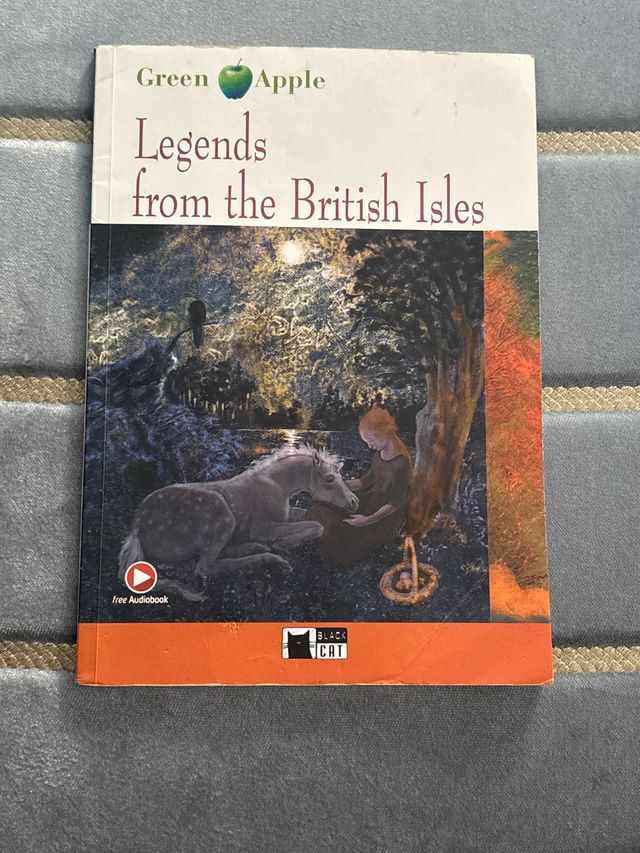 Green Apple
Legends
from the British Isles
free Audiobook
BLACK
CAT